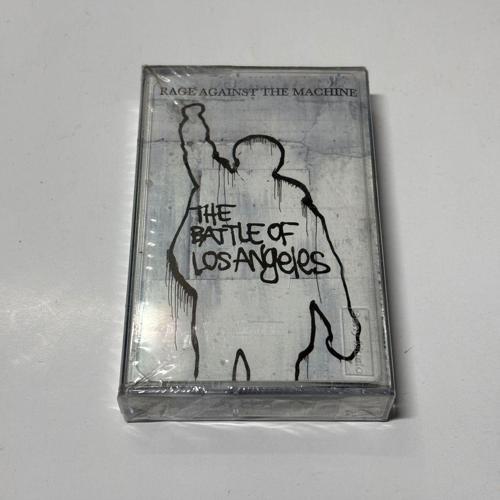 RAGE AGAINST THE MACHINE
THE
BATTLE OF
LOS ANGeleS